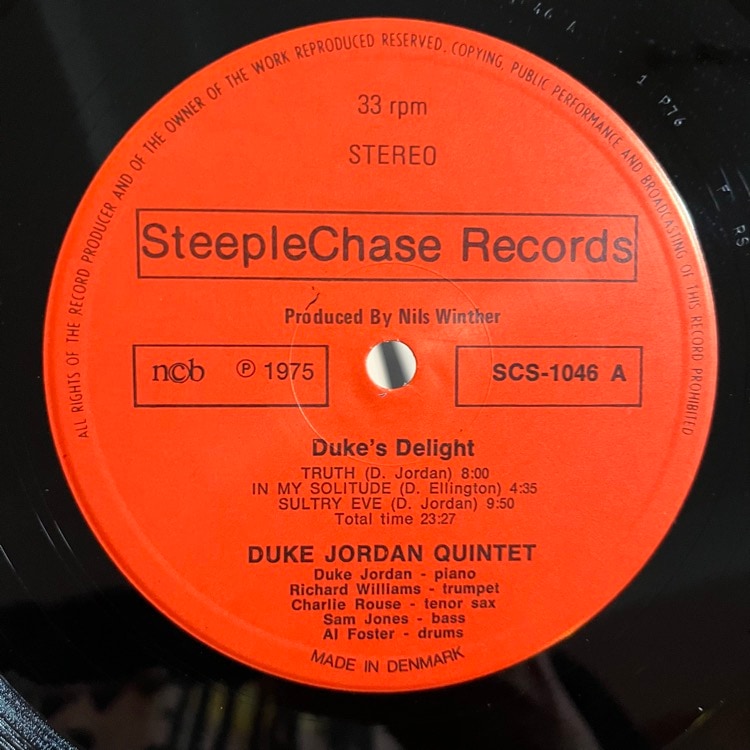 ALL RIGHTS OF THE RECORD PRODUCER AND OF THE OWNER OF THE WORK REPRODUCED RESERVED. COPYING, PUBLIC PERFORMANCE AND BROADCASTING OF THIS RECORD PROHIBITED
33 rpm
STEREO
SteepleChase Records
Produced By Nils Winther
n©b ℗ 1975 SCS-1046 A
Duke's Delight
TRUTH (D. Jordan) 8:00
IN MY SOLITUDE (D. Ellington) 4:35
SULTRY EVE (D. Jordan) 9:50
Total time 23:27
DUKE JORDAN QUINTET
Duke Jordan - piano
Richard Williams - trumpet
Charlie Rouse - tenor sax
Sam Jones - bass
Al Foster - drums
MADE IN DENMARK
46 A
1 P76